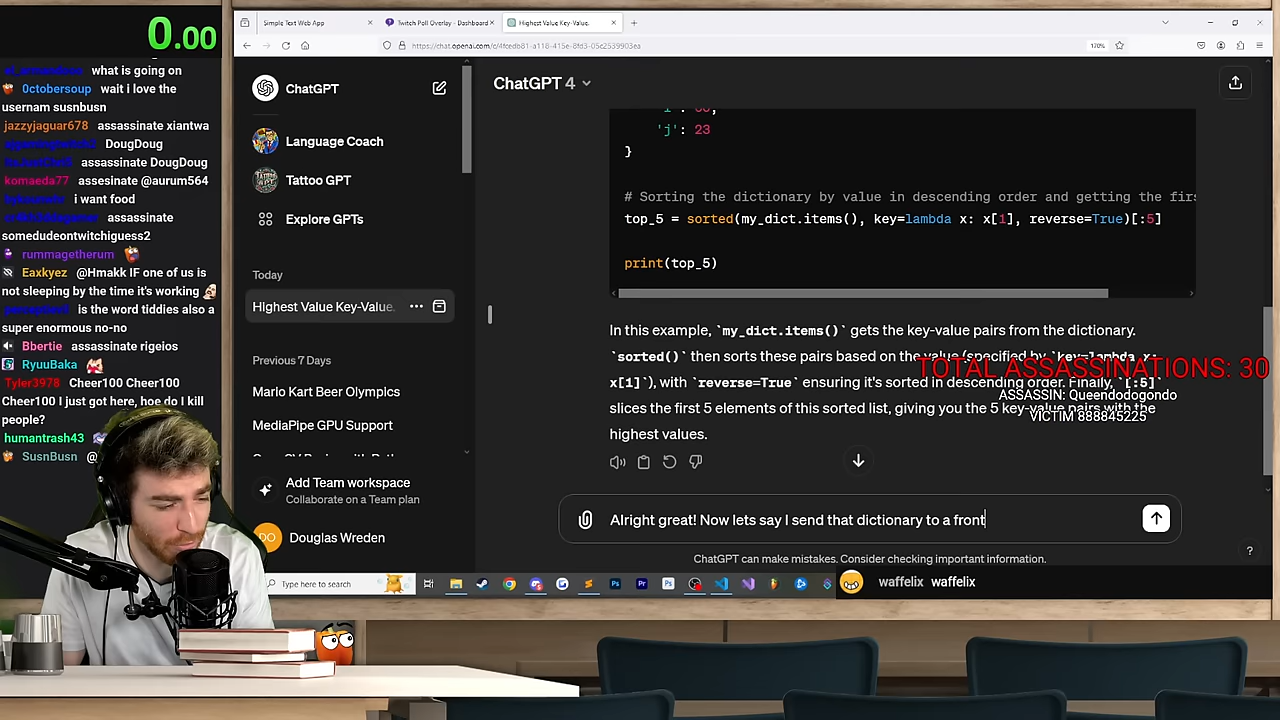 0.00
what is going on
0ctobersoup wait i love the
usernam susnbusn
jazzyjaguar678 assassinate xiantwa
DougDoug
assassinate DougDoug
komaeda77 assesinate @aurum564
i want food
assassinate
somedudeontwitchiguess2
rummagetherum
Eaxkyez @Hmakk IF one of us is
not sleeping by the time it's working
is the word tiddies also a
super enormous no-no
Bbertie assassinate rigeios
RyuuBaka
Tyler3978 Cheer100 Cheer100
Cheer100 I just got here, hoe do I kill
people?
humantrash43
SusnBusn @
Simple Text Web App
Twitch Poll Overlay - Dashboard
Highest Value Key-Value.
170%
ChatGPT
Language Coach
Tattoo GPT
Explore GPTs
Today
Highest Value Key-Value.
Previous 7 Days
Mario Kart Beer Olympics
MediaPipe GPU Support
Add Team workspace
Collaborate on a Team plan
DO Douglas Wreden
ChatGPT 4
'j': 23
}
# Sorting the dictionary by value in descending order and getting the firs
top_5 = sorted(my_dict.items(), key=lambda x: x[1], reverse=True)[:5]
print(top_5)
In this example, `my_dict.items()` gets the key-value pairs from the dictionary.
`sorted()` then sorts these pairs based on the value (specified by `key=lambda x:
x[1]`), with `reverse=True` ensuring it's sorted in descending order. Finally, `[:5]`
slices the first 5 elements of this sorted list, giving you the 5 key-value pairs with the
highest values.
TOTAL ASSASSINATIONS: 30
ASSASSIN: Queendodogondo
VICTIM 888845225
Alright great! Now lets say I send that dictionary to a front
ChatGPT can make mistakes. Consider checking important information.
?
Type here to search
waffelix waffelix